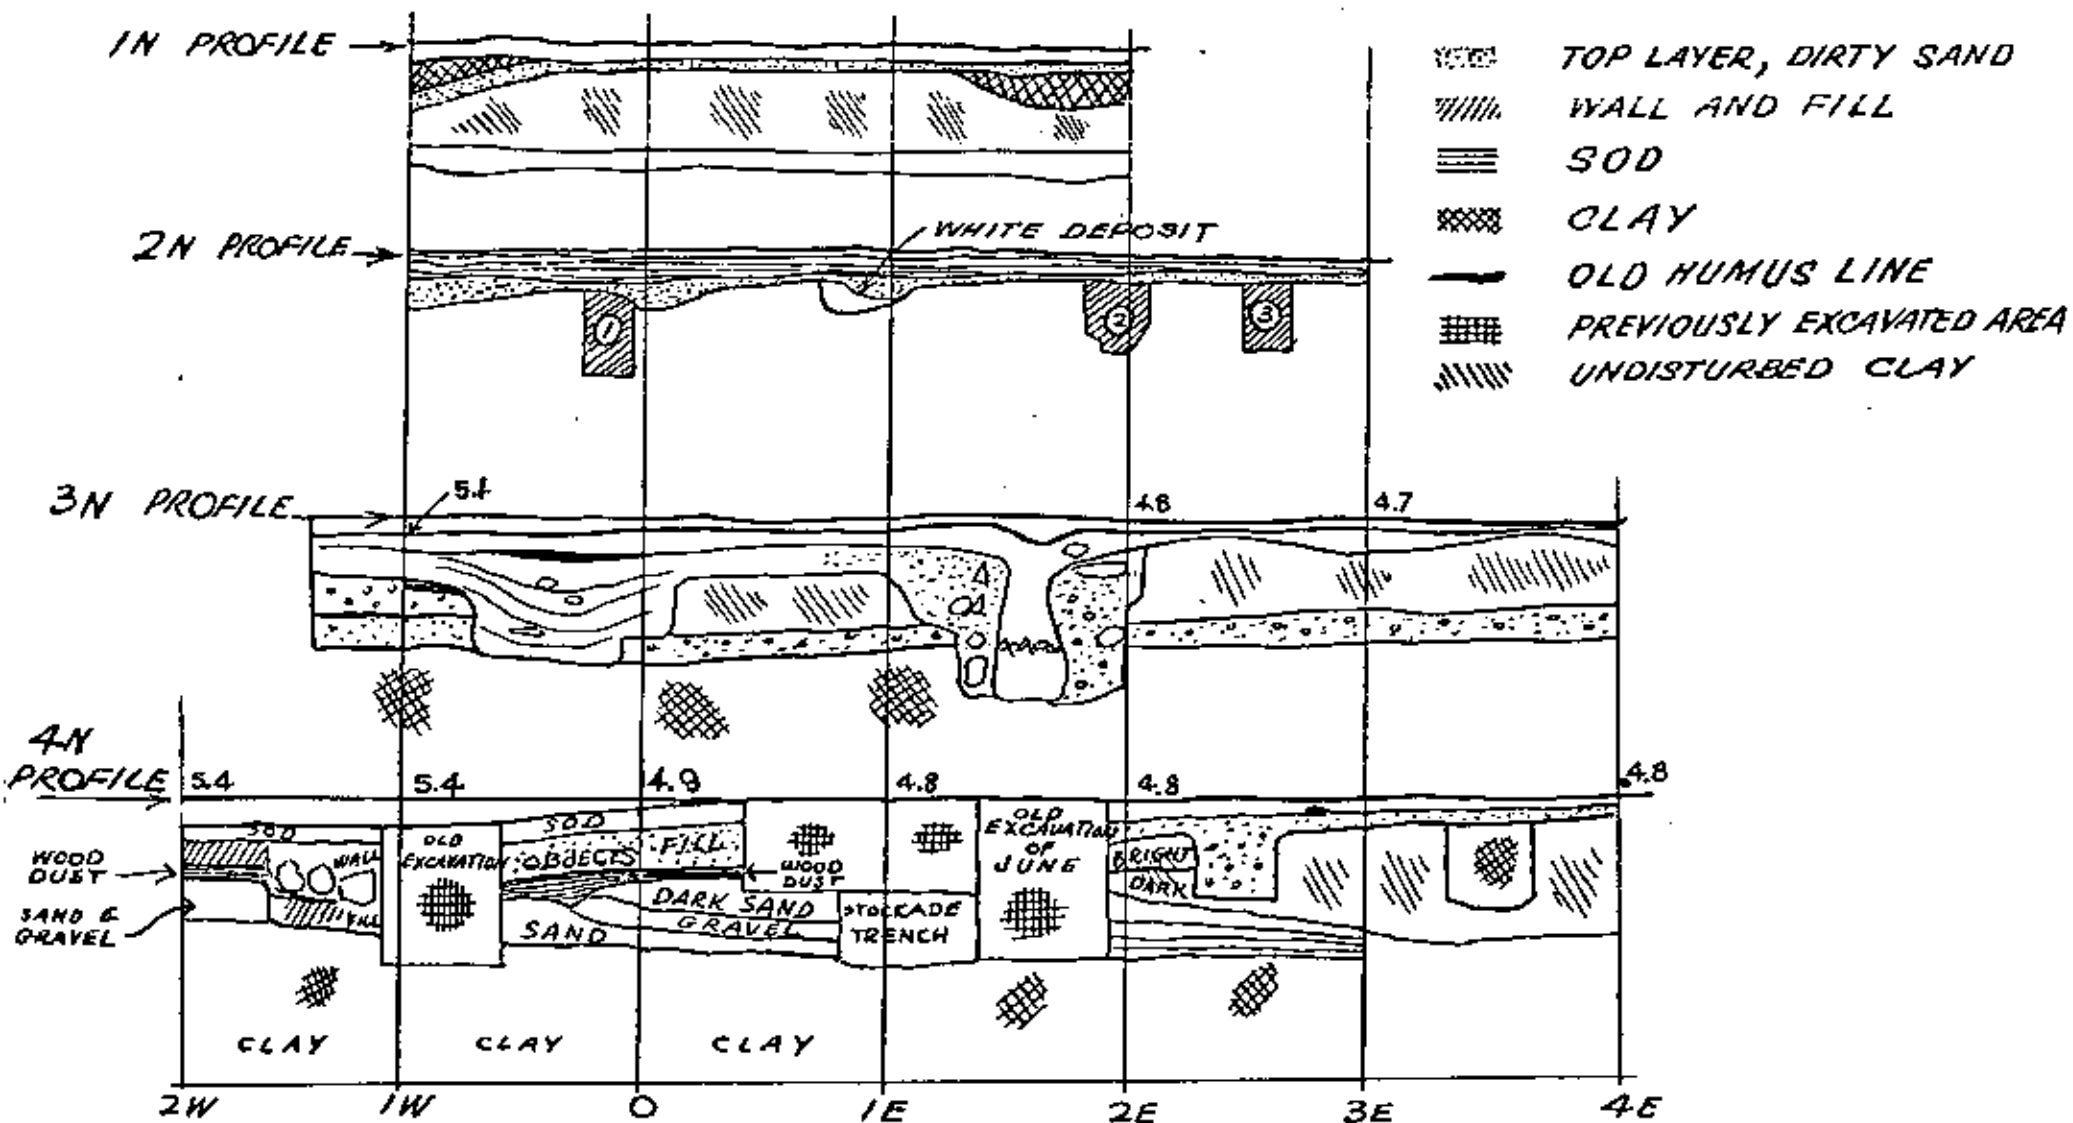 1N PROFILE
TOP LAYER, DIRTY SAND
WALL AND FILL
SOD
CLAY
OLD HUMUS LINE
PREVIOUSLY EXCAVATED AREA
UNDISTURBED CLAY
2N PROFILE
WHITE DEPOSIT
1
2
3
3N PROFILE
4.8
4.7
4N
PROFILE
5.4
5.4
4.9
4.8
4.8
4.8
WOOD
DUST
SAND &
GRAVEL
SOD
WALL
FILL
OLD
EXCAVATION
SOD
OBJECTS
FILL
WOOD
DUST
DARK SAND
GRAVEL
SAND
STOCKADE
TRENCH
OLD
EXCAVATION
OF
JUNE
BRIGHT
DARK
CLAY
CLAY
CLAY
2W
1W
0
1E
2E
3E
4E